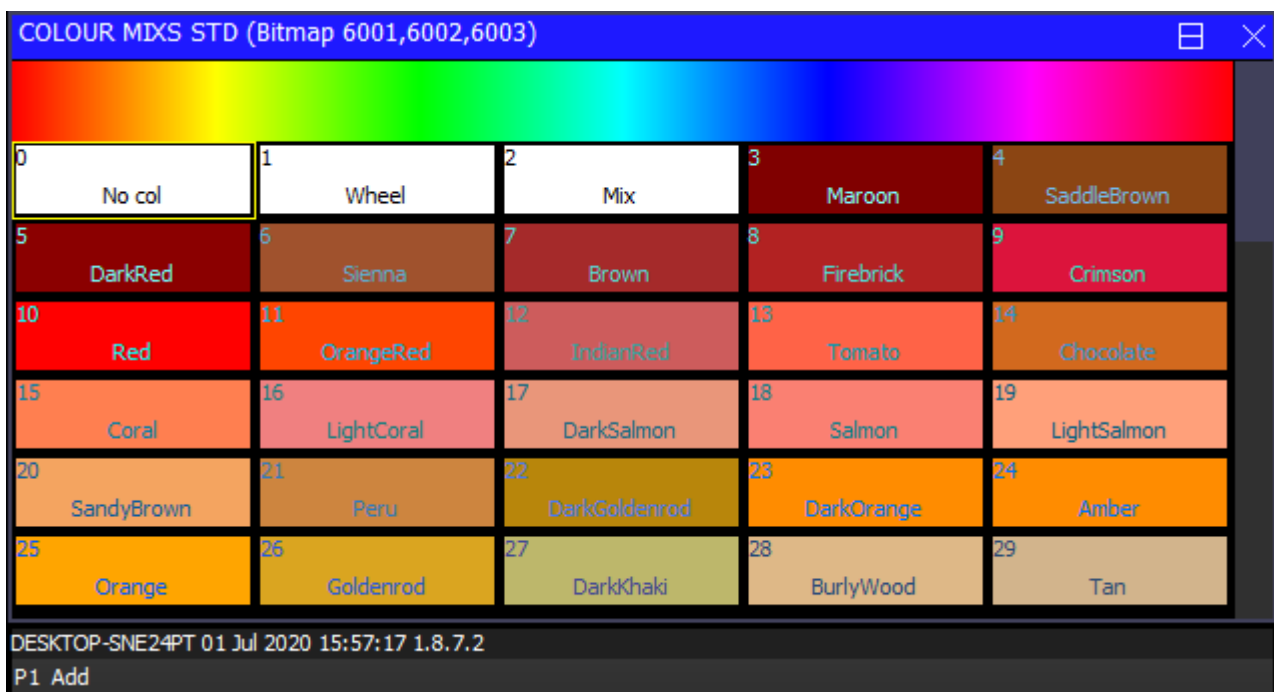 COLOUR MIXS STD (Bitmap 6001,6002,6003)
0 1 2 3 4
No col Wheel Mix Maroon SaddleBrown
5 6 7 8 9
DarkRed Sienna Brown Firebrick Crimson
10 11 12 13 14
Red OrangeRed IndianRed Tomato Chocolate
15 16 17 18 19
Coral LightCoral DarkSalmon Salmon LightSalmon
20 21 22 23 24
SandyBrown Peru DarkGoldenrod DarkOrange Amber
25 26 27 28 29
Orange Goldenrod DarkKhaki BurlyWood Tan
DESKTOP-SNE24PT 01 Jul 2020 15:57:17 1.8.7.2
P1 Add